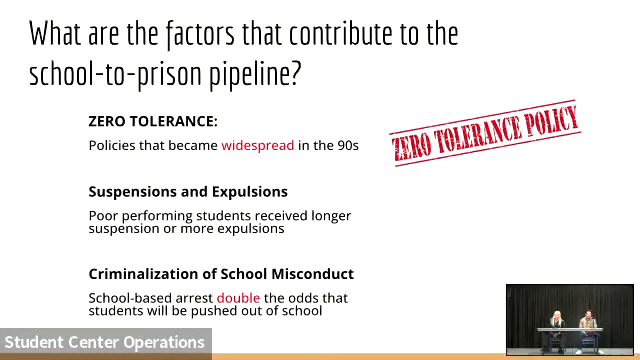 What are the factors that contribute to the
school-to-prison pipeline?
ZERO TOLERANCE:
Policies that became widespread in the 90s
ZERO TOLERANCE POLICY
Suspensions and Expulsions
Poor performing students received longer
suspension or more expulsions
Criminalization of School Misconduct
School-based arrest double the odds that
students will be pushed out of school
Student Center Operations